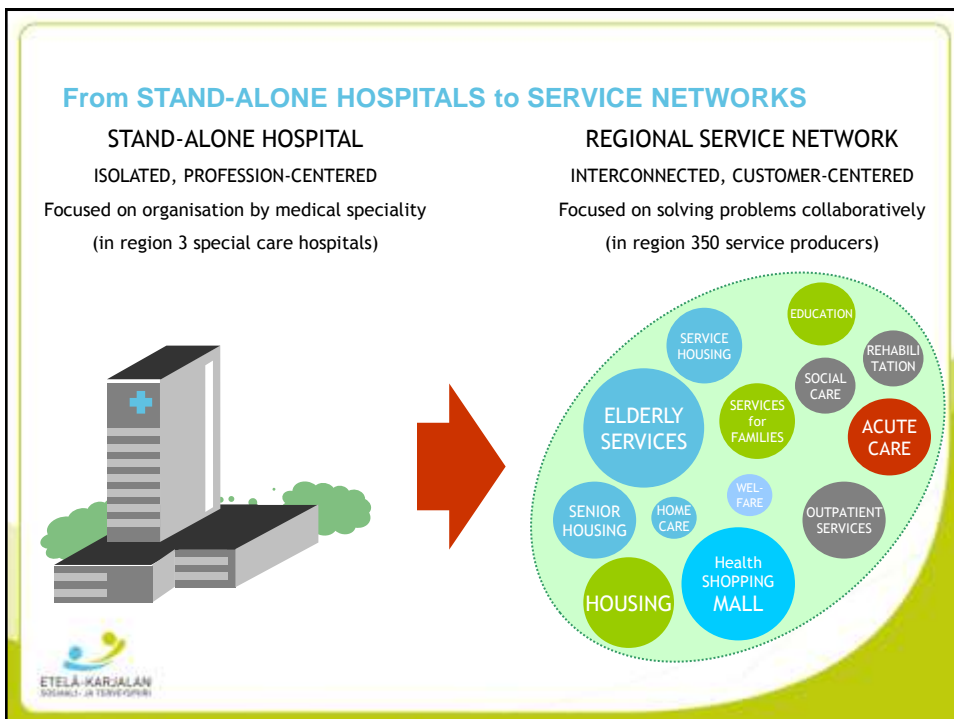 From STAND-ALONE HOSPITALS to SERVICE NETWORKS
STAND-ALONE HOSPITAL
ISOLATED, PROFESSION-CENTERED
Focused on organisation by medical speciality
(in region 3 special care hospitals)
REGIONAL SERVICE NETWORK
INTERCONNECTED, CUSTOMER-CENTERED
Focused on solving problems collaboratively
(in region 350 service producers)
EDUCATION
SERVICE
HOUSING
REHABILI
TATION
SOCIAL
CARE
ELDERLY
SERVICES
SERVICES
for
FAMILIES
ACUTE
CARE
WEL-
FARE
SENIOR
HOUSING
HOME
CARE
OUTPATIENT
SERVICES
Health
SHOPPING
MALL
HOUSING
ETELÄ-KARJALAN
SOSIAALI- JA TERVEYSPIIRI